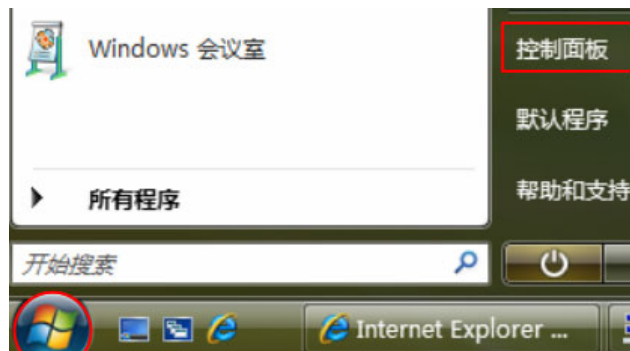 Windows 会议室
控制面板
默认程序
所有程序
帮助和支持
开始搜索
Internet Explorer ...